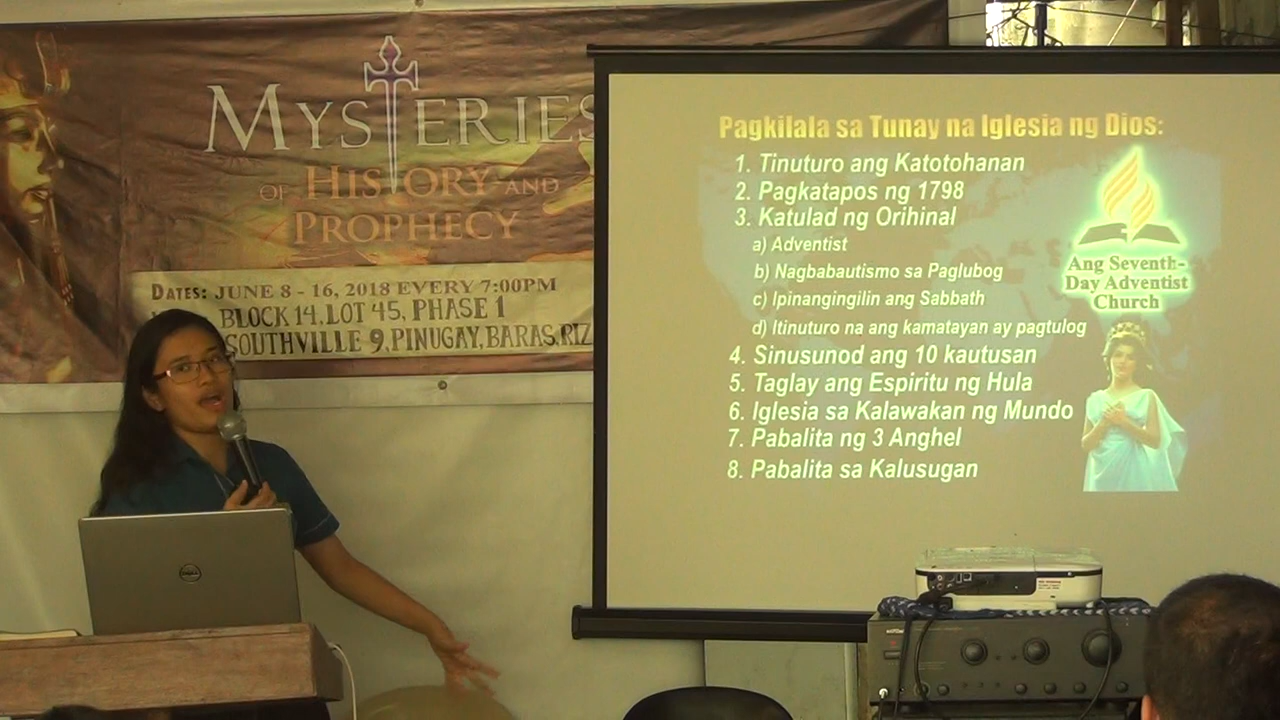 MYSTERIES
OF HISTORY AND
PROPHECY
DATES: JUNE 8 - 16, 2018 EVERY 7:00PM
BLOCK 14, LOT 45, PHASE 1
SOUTHVILLE 9, PINUGAY, BARAS, RIZ
Pagkilala sa Tunay na Iglesia ng Dios:
1. Tinuturo ang Katotohanan
2. Pagkatapos ng 1798
3. Katulad ng Orihinal
a) Adventist
b) Nagbabautismo sa Paglubog
c) Ipinangingilin ang Sabbath
d) Itinuturo na ang kamatayan ay pagtulog
4. Sinusunod ang 10 kautusan
5. Taglay ang Espiritu ng Hula
6. Iglesia sa Kalawakan ng Mundo
7. Pabalita ng 3 Anghel
8. Pabalita sa Kalusugan
Ang Seventh-
Day Adventist
Church
DELL